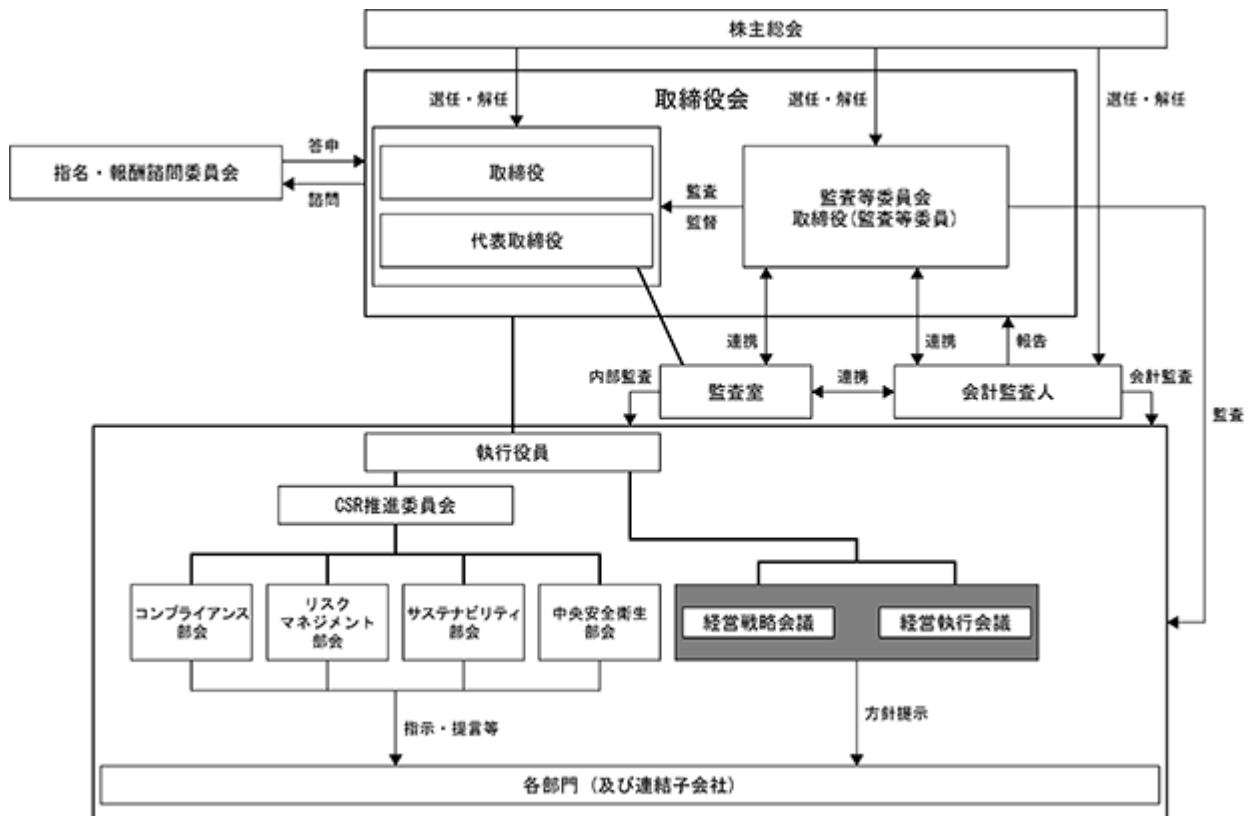 株主総会
選任・解任
選任・解任
選任・解任
取締役会
指名・報酬諮問委員会
答申
諮問
取締役
代表取締役
監査
監督
監査等委員会
取締役(監査等委員)
連携
連携
報告
内部監査
監査室
連携
会計監査人
会計監査
監査
執行役員
CSR推進委員会
コンプライアンス
部会
リスク
マネジメント
部会
サステナビリティ
部会
中央安全衛生
部会
経営戦略会議
経営執行会議
指示・提言等
方針提示
各部門（及び連結子会社）